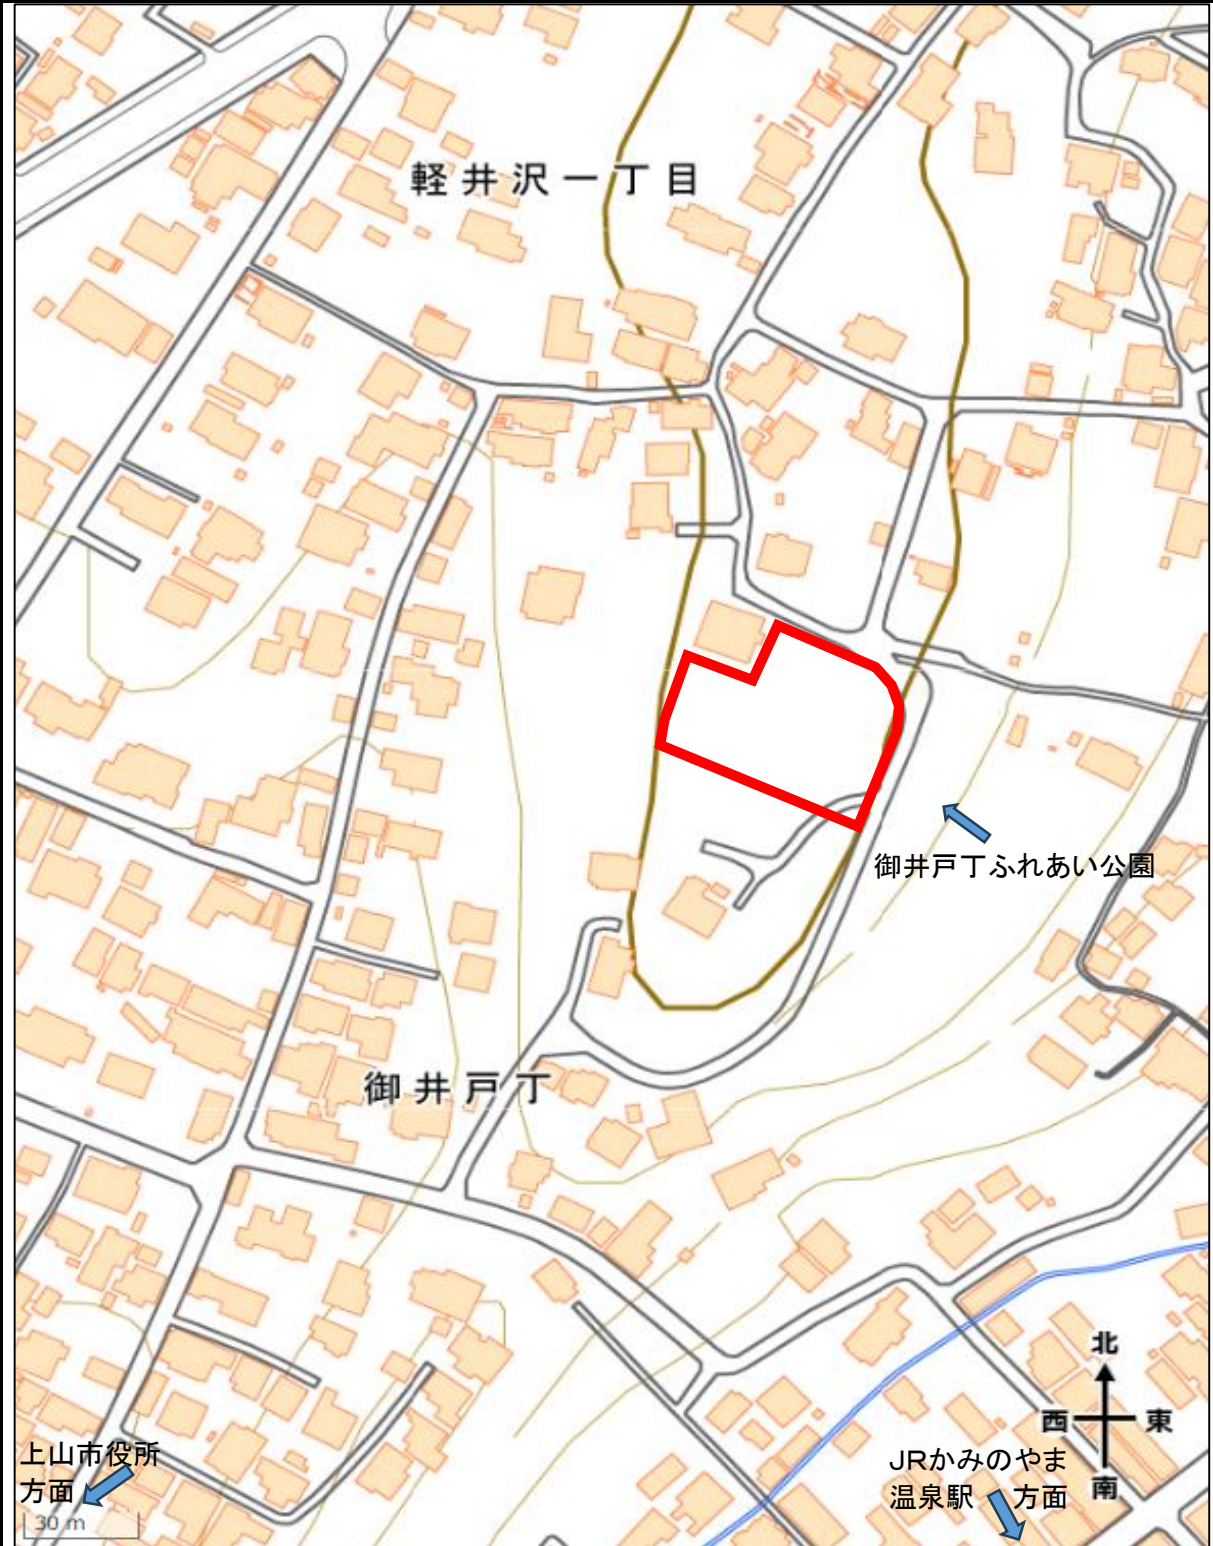 軽井沢一丁目
御井戸丁ふれあい公園
御井戸丁
北
西 東
南
上山市役所
方面
30 m
JRかみのやま
温泉駅 方面